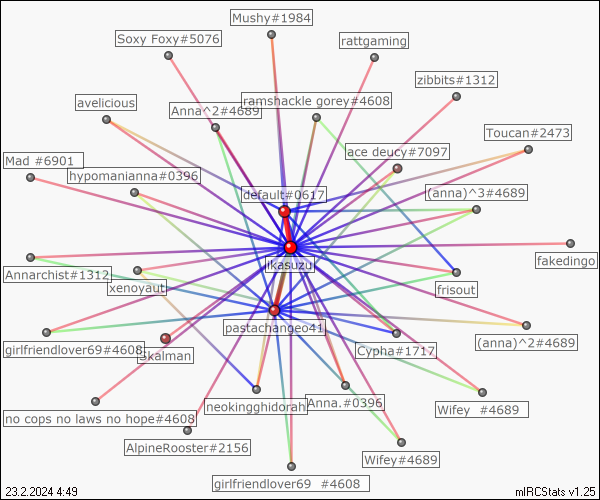 Mushy#1984
Soxy Foxy#5076
rattgaming
zibbits#1312
avelicious
ramshackle gorey#4608
Anna^2#4689
Toucan#2473
ace deucy#7097
Mad #6901
hypomanianna#0396
default#0617
(anna)^3#4689
ikasuzu
fakedingo
Annarchist#1312
xenoyaut
frisout
pastachangeo41
girlfriendlover69#4608
skalman
Cypha#1717
(anna)^2#4689
no cops no laws no hope#4608
neokingghidorah
Anna.#0396
Wifey #4689
AlpineRooster#2156
Wifey#4689
girlfriendlover69 #4608
23.2.2024 4:49
mIRCStats v1.25